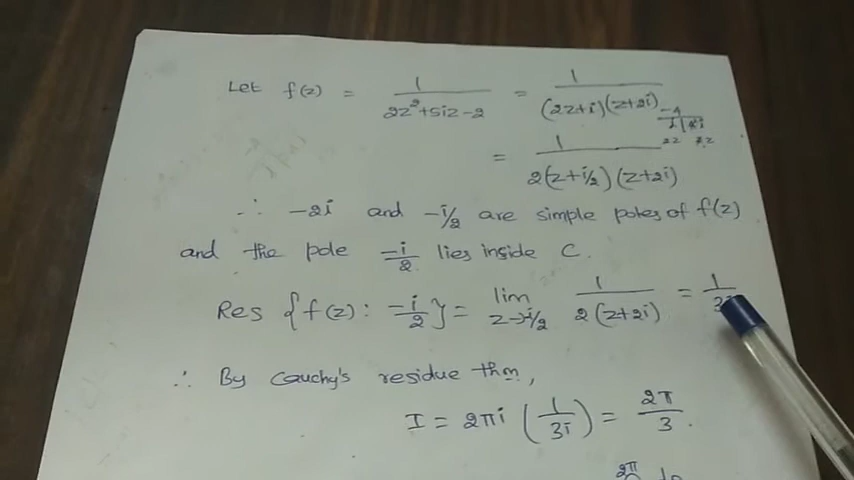 Let f(z) = 1/(2z²+5iz-2) = 1/((2z+i)(z+2i))
= 1/(2(z+i/2)(z+2i))
∴ -2i and -i/2 are simple poles of f(z)
and the pole -i/2 lies inside C.
Res {f(z): -i/2} = lim z→-i/2 1/(2(z+2i)) = 1/3i
∴ By Cauchy's residue thm,
I = 2πi (1/3i) = 2π/3.
2π